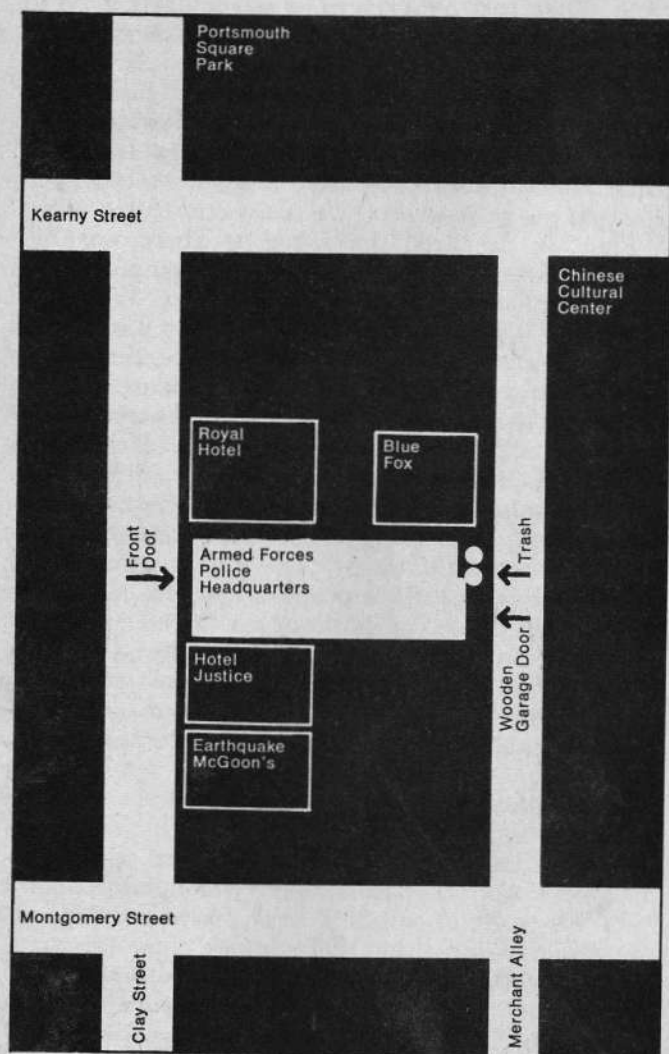 Portsmouth
Square
Park
Kearny Street
Chinese
Cultural
Center
Royal
Hotel
Blue
Fox
Front
Door
Armed Forces
Police
Headquarters
Trash
Wooden
Garage Door
Hotel
Justice
Earthquake
McGoon's
Montgomery Street
Clay Street
Merchant Alley